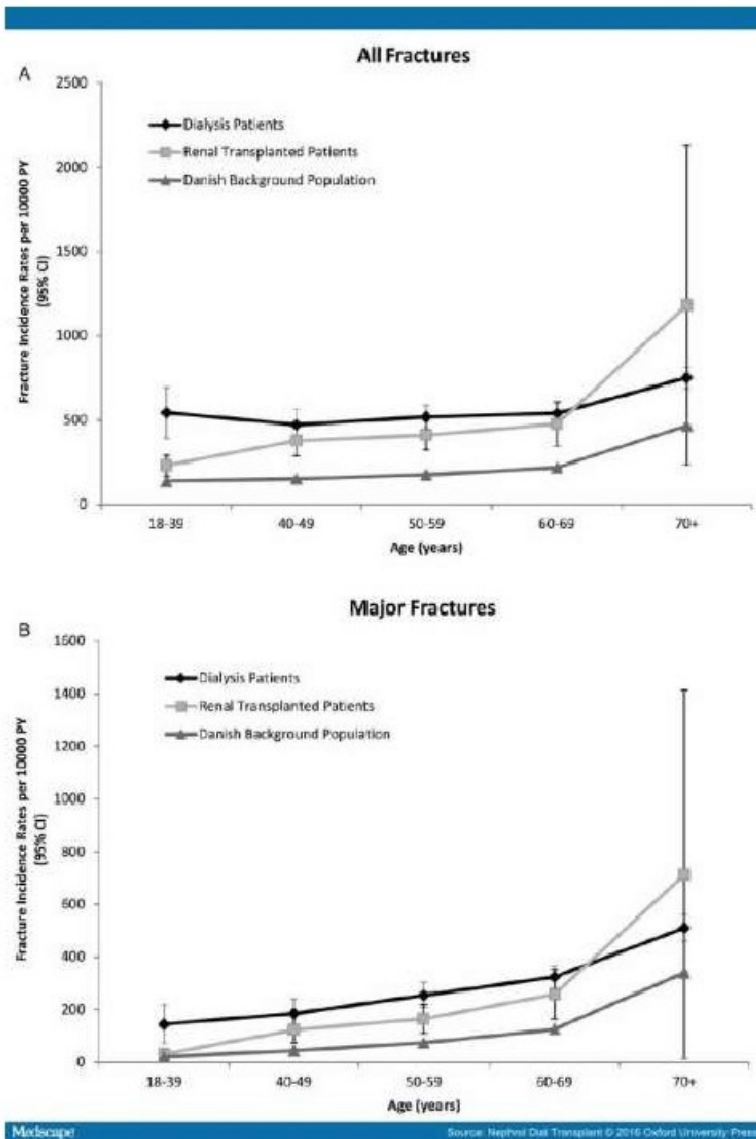 All Fractures
A
2500
2000
1500
1000
500
0
Fracture Incidence Rates per 10000 PY
(95% CI)
Dialysis Patients
Renal Transplanted Patients
Danish Background Population
18-39
40-49
50-59
60-69
70+
Age (years)
Major Fractures
B
1600
1400
1200
1000
800
600
400
200
0
Fracture Incidence Rates per 10000 PY
(95% CI)
Dialysis Patients
Renal Transplanted Patients
Danish Background Population
18-39
40-49
50-59
60-69
70+
Age (years)
Medscape
Source: Nephrol Dial Transplant © 2016 Oxford University Press